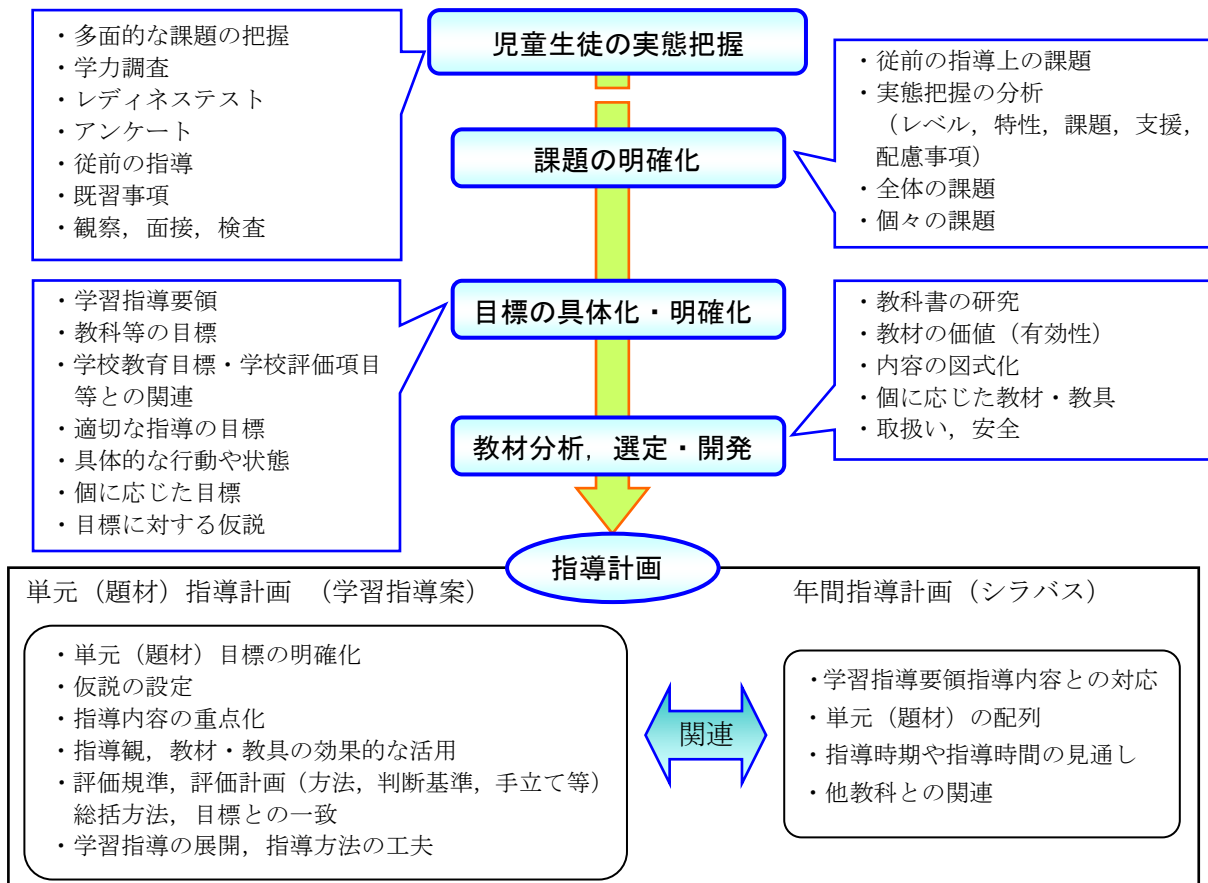 児童生徒の実態把握
・多面的な課題の把握
・学力調査
・レディネステスト
・アンケート
・従前の指導
・既習事項
・観察，面接，検査
課題の明確化
・従前の指導上の課題
・実態把握の分析
（レベル，特性，課題，支援，
配慮事項）
・全体の課題
・個々の課題
目標の具体化・明確化
・学習指導要領
・教科等の目標
・学校教育目標・学校評価項目
等との関連
・適切な指導の目標
・具体的な行動や状態
・個に応じた目標
・目標に対する仮説
教材分析，選定・開発
・教科書の研究
・教材の価値（有効性）
・内容の図式化
・個に応じた教材・教具
・取扱い，安全
指導計画
単元（題材）指導計画　（学習指導案）
・単元（題材）目標の明確化
・仮説の設定
・指導内容の重点化
・指導観，教材・教具の効果的な活用
・評価規準，評価計画（方法，判断基準，手立て等）
総括方法，目標との一致
・学習指導の展開，指導方法の工夫
関連
年間指導計画（シラバス）
・学習指導要領指導内容との対応
・単元（題材）の配列
・指導時期や指導時間の見通し
・他教科との関連